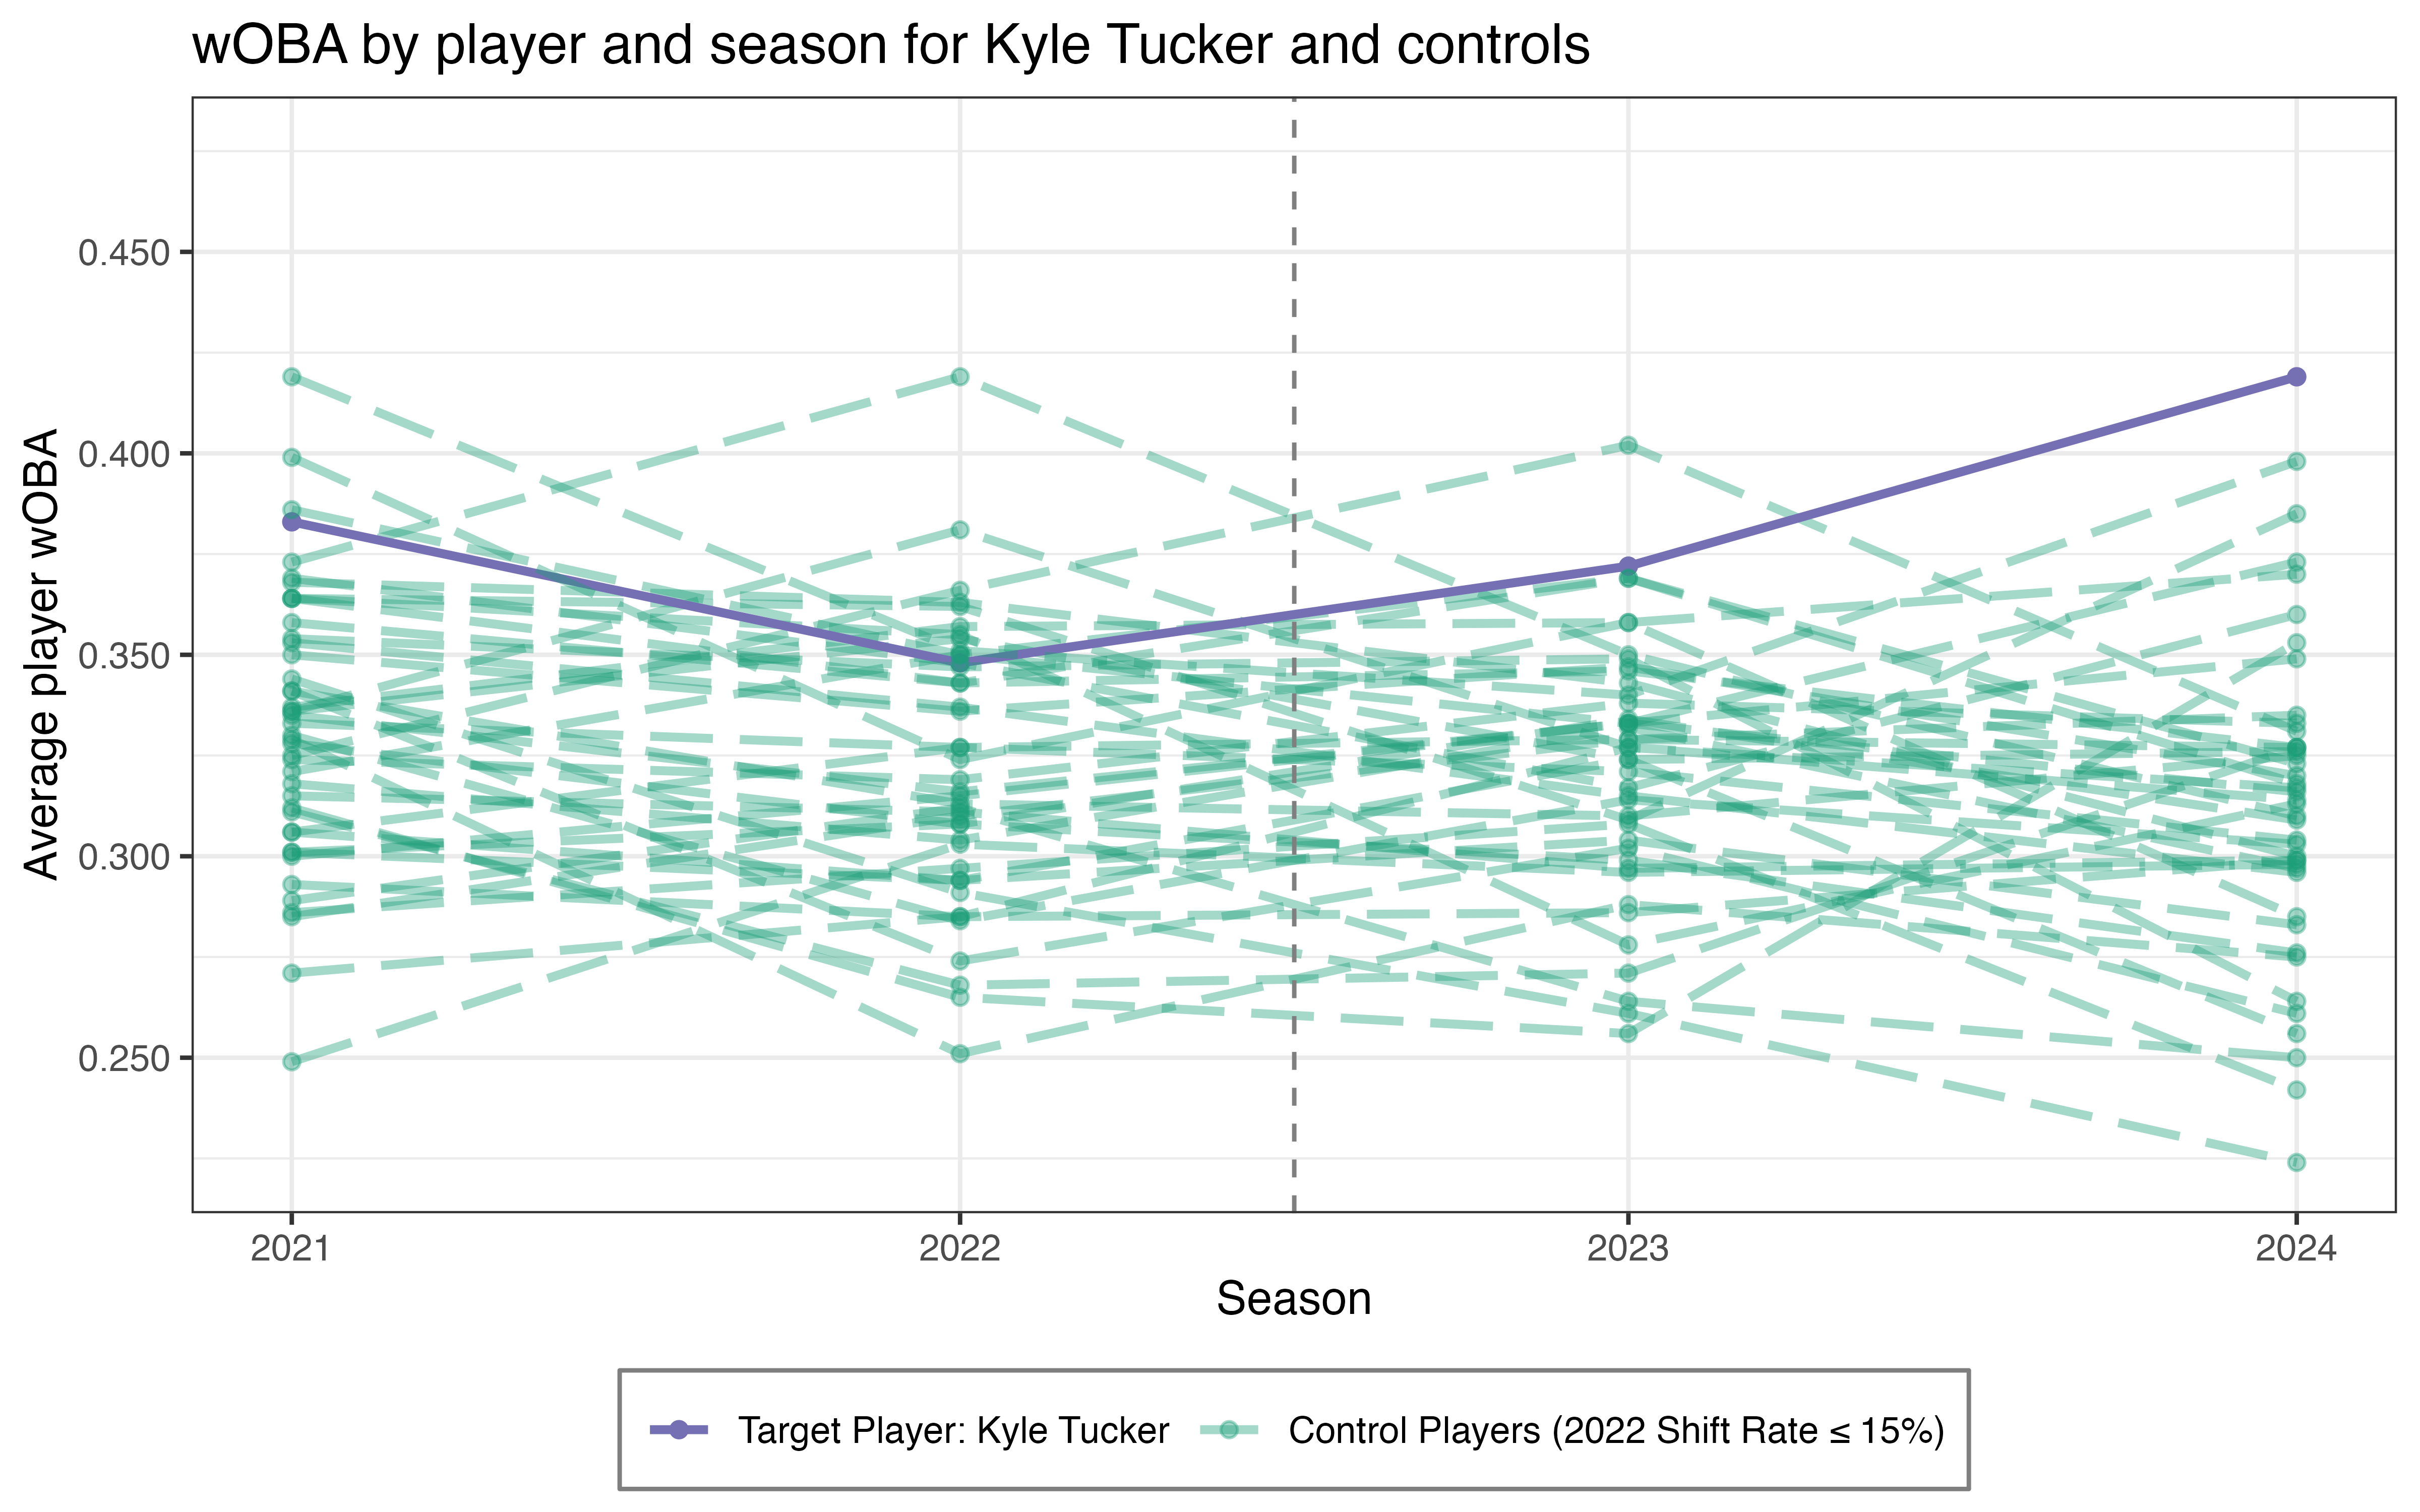 wOBA by player and season for Kyle Tucker and controls
Average player wOBA
0.450
0.400
0.350
0.300
0.250
2021 2022 2023 2024
Season
Target Player: Kyle Tucker Control Players (2022 Shift Rate ≤ 15%)